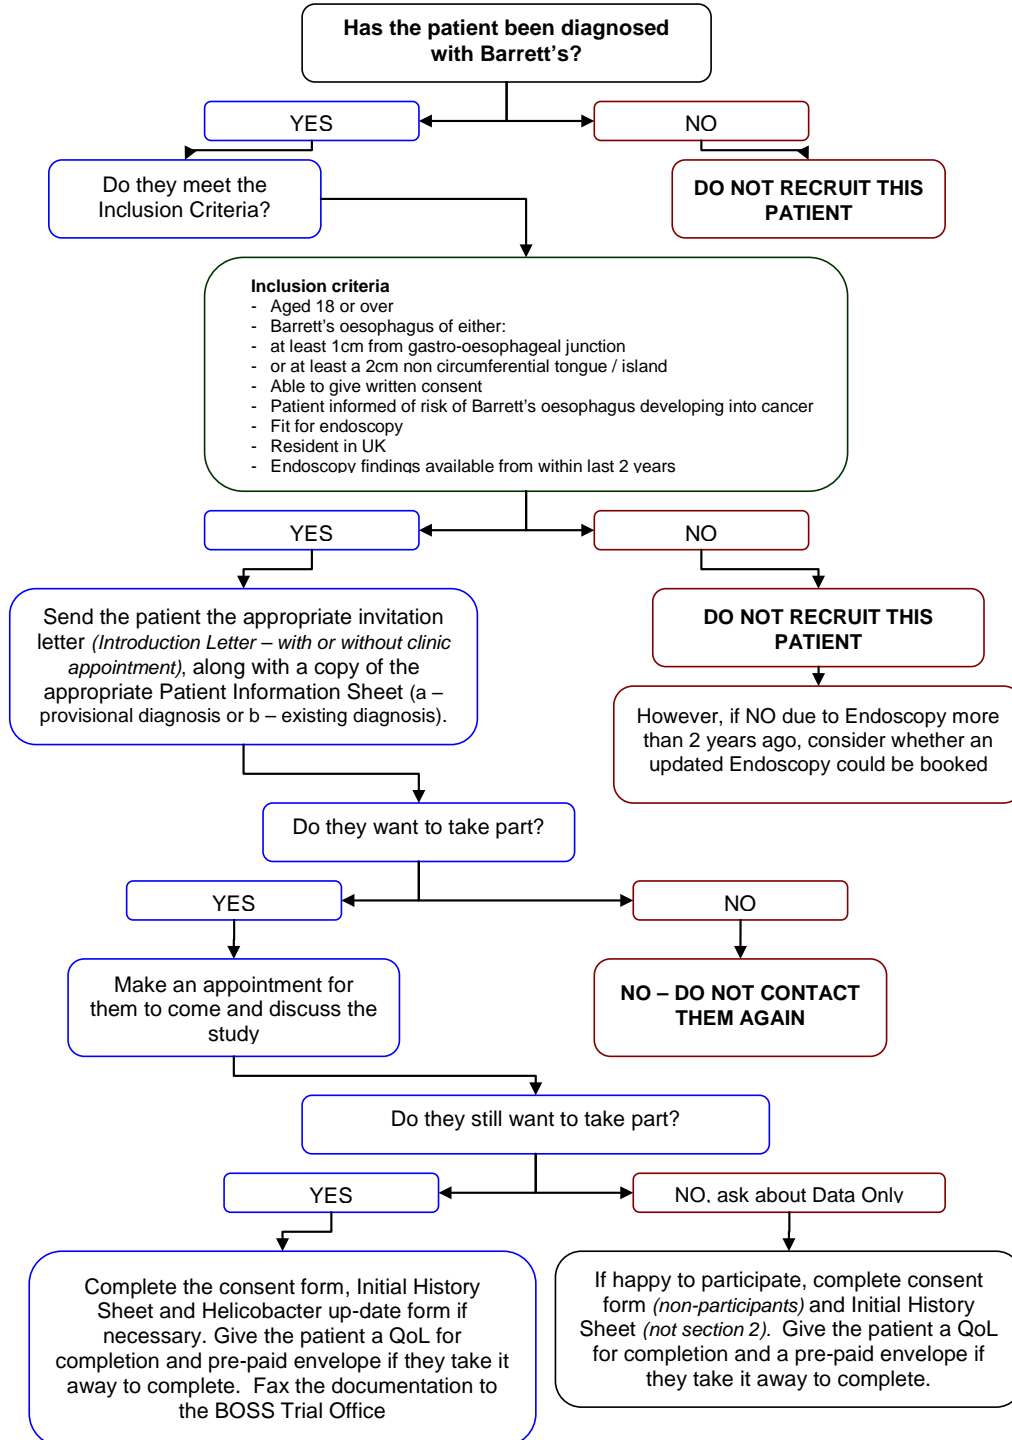 Has the patient been diagnosed
with Barrett's?
YES
NO
Do they meet the
Inclusion Criteria?
DO NOT RECRUIT THIS
PATIENT
Inclusion criteria
- Aged 18 or over
- Barrett's oesophagus of either:
- at least 1cm from gastro-oesophageal junction
- or at least a 2cm non circumferential tongue / island
- Able to give written consent
- Patient informed of risk of Barrett's oesophagus developing into cancer
- Fit for endoscopy
- Resident in UK
- Endoscopy findings available from within last 2 years
YES
NO
Send the patient the appropriate invitation
letter (Introduction Letter – with or without clinic
appointment), along with a copy of the
appropriate Patient Information Sheet (a –
provisional diagnosis or b – existing diagnosis).
DO NOT RECRUIT THIS
PATIENT
However, if NO due to Endoscopy more
than 2 years ago, consider whether an
updated Endoscopy could be booked
Do they want to take part?
YES
NO
Make an appointment for
them to come and discuss the
study
NO – DO NOT CONTACT
THEM AGAIN
Do they still want to take part?
YES
NO, ask about Data Only
Complete the consent form, Initial History
Sheet and Helicobacter up-date form if
necessary. Give the patient a QoL for
completion and pre-paid envelope if they take it
away to complete.  Fax the documentation to
the BOSS Trial Office
If happy to participate, complete consent
form (non-participants) and Initial History
Sheet (not section 2).  Give the patient a QoL
for completion and a pre-paid envelope if
they take it away to complete.